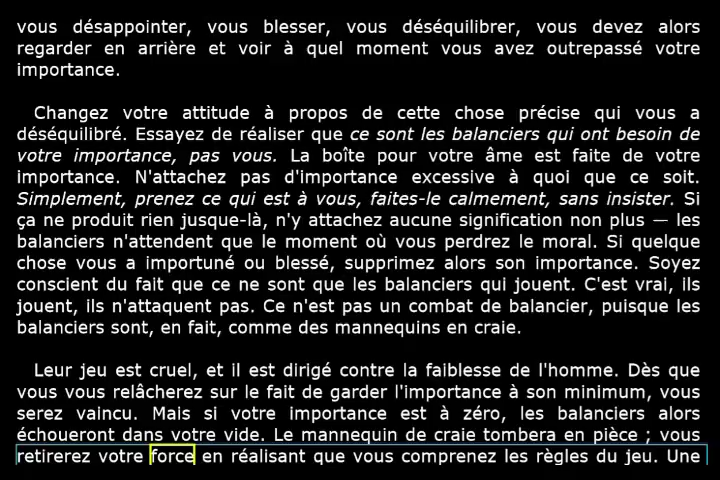 vous désappointer, vous blesser, vous déséquilibrer, vous devez alors
regarder en arrière et voir à quel moment vous avez outrepassé votre
importance.
Changez votre attitude à propos de cette chose précise qui vous a
déséquilibré. Essayez de réaliser que ce sont les balanciers qui ont besoin de
votre importance, pas vous. La boîte pour votre âme est faite de votre
importance. N'attachez pas d'importance excessive à quoi que ce soit.
Simplement, prenez ce qui est à vous, faites-le calmement, sans insister. Si
ça ne produit rien jusque-là, n'y attachez aucune signification non plus — les
balanciers n'attendent que le moment où vous perdrez le moral. Si quelque
chose vous a importuné ou blessé, supprimez alors son importance. Soyez
conscient du fait que ce ne sont que les balanciers qui jouent. C'est vrai, ils
jouent, ils n'attaquent pas. Ce n'est pas un combat de balancier, puisque les
balanciers sont, en fait, comme des mannequins en craie.
Leur jeu est cruel, et il est dirigé contre la faiblesse de l'homme. Dès que
vous vous relâcherez sur le fait de garder l'importance à son minimum, vous
serez vaincu. Mais si votre importance est à zéro, les balanciers alors
échoueront dans votre vide. Le mannequin de craie tombera en pièce ; vous
retirerez votre force en réalisant que vous comprenez les règles du jeu. Une